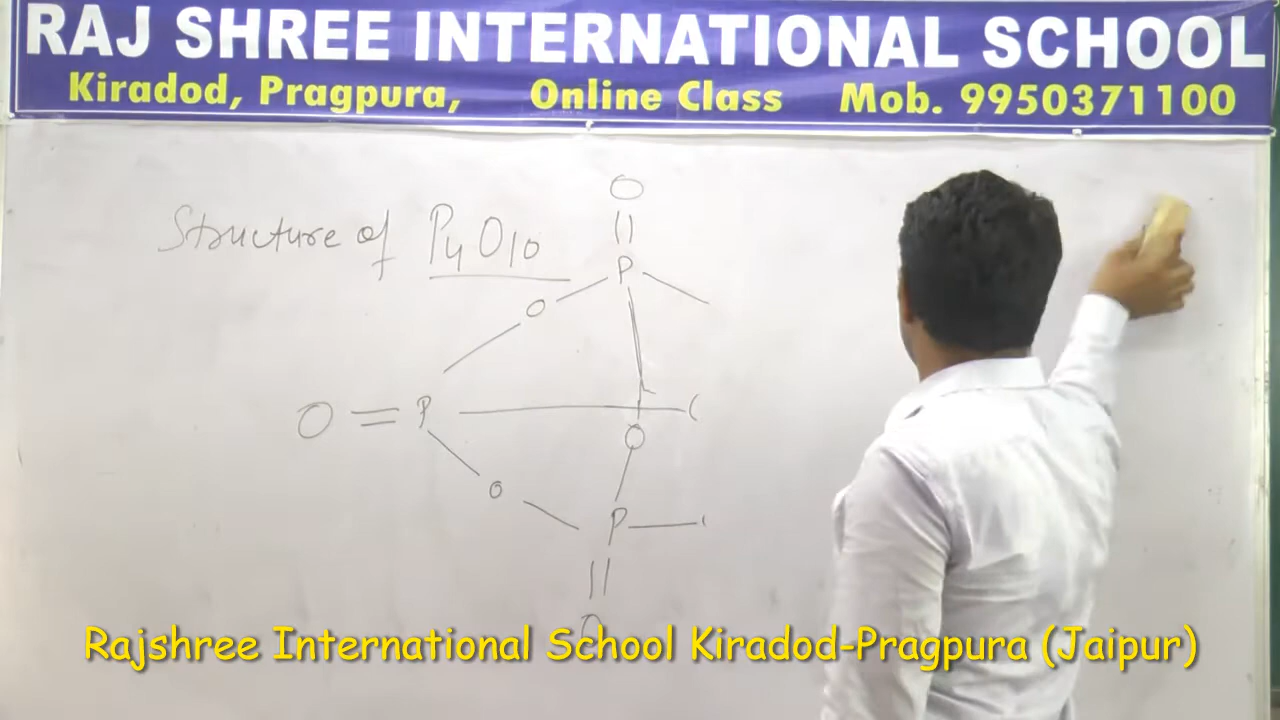 RAJ SHREE INTERNATIONAL SCHOOL
Kiradod, Pragpura, Online Class Mob. 9950371100
Structure of P4O10
O
P
O
O = P
O
O
P
O
Rajshree International School Kiradod-Pragpura (Jaipur)